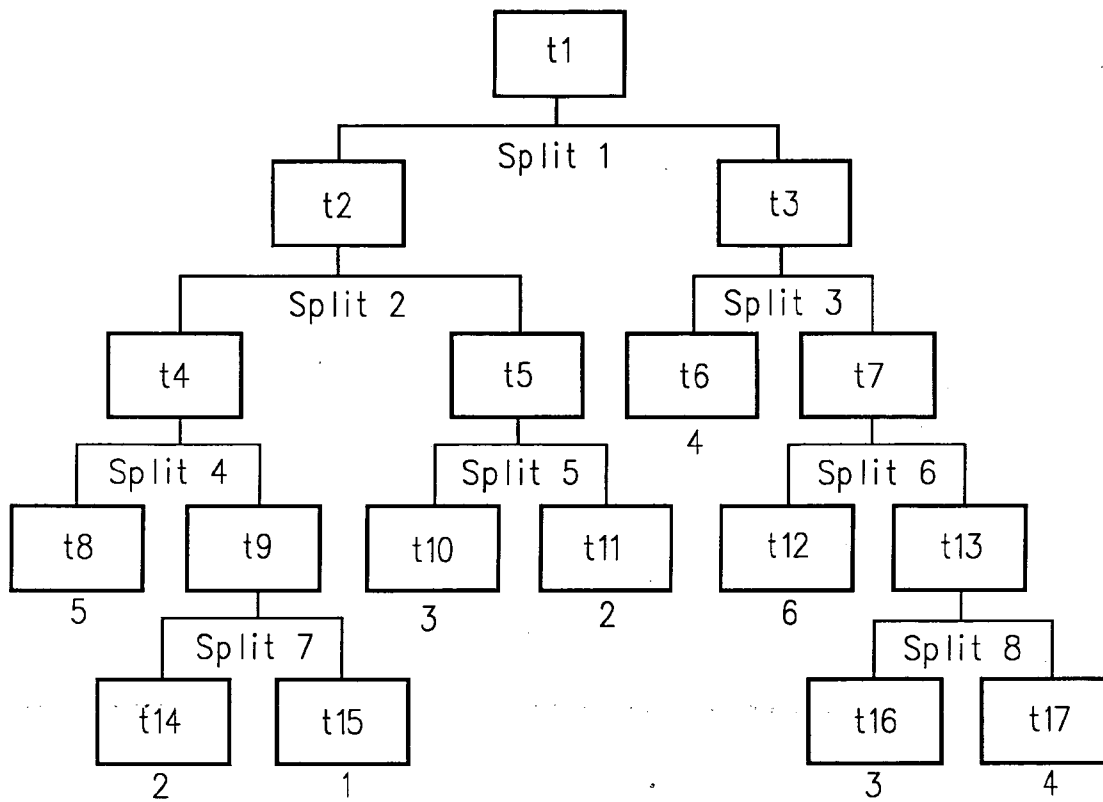 t1
Split 1
t2 t3
Split 2 Split 3
t4 t5 t6 t7
4
Split 4 Split 5 Split 6
t8 t9 t10 t11 t12 t13
5 3 2 6
Split 7 Split 8
t14 t15 t16 t17
2 1 3 4